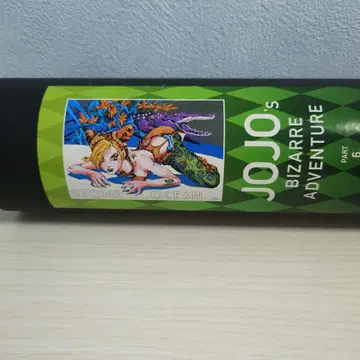 STONE OCEAN
JOJO's
BIZARRE
ADVENTURE
PART
6